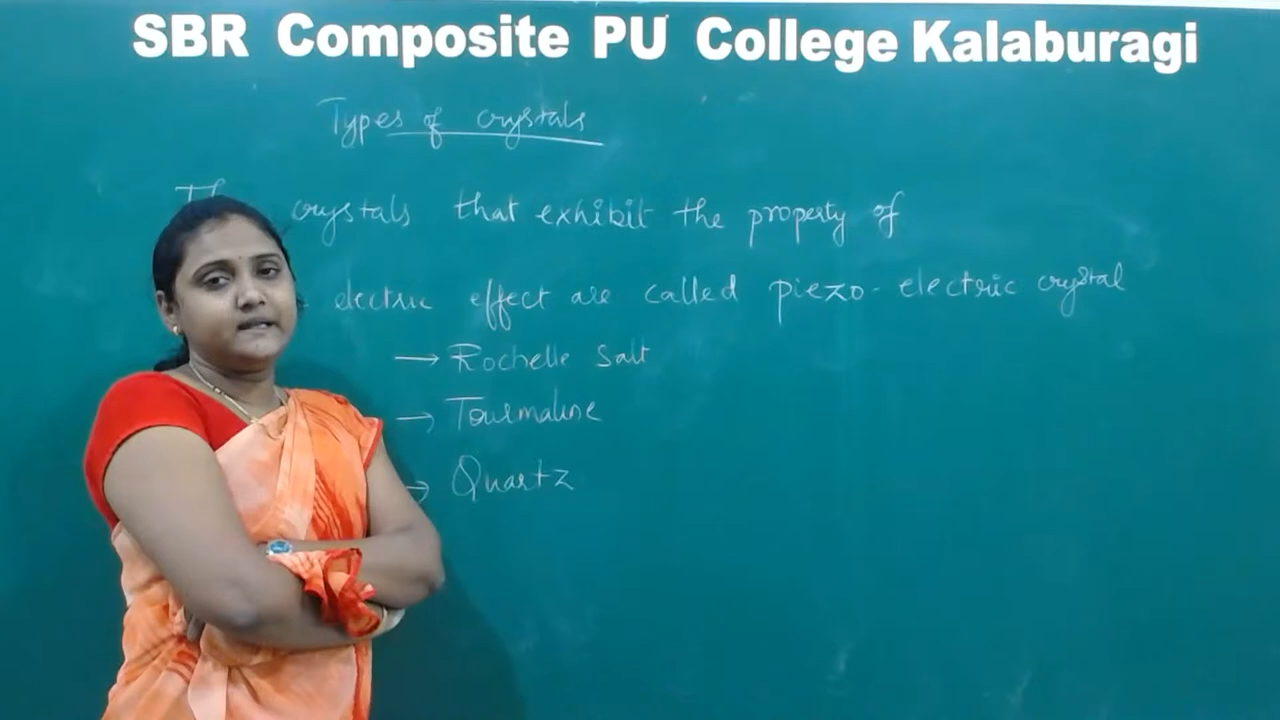 SBR Composite PU College Kalaburagi
Types of crystals
crystals that exhibit the property of
electric effect are called piezo-electric crystal
→ Rochelle Salt
→ Tourmaline
→ Quartz